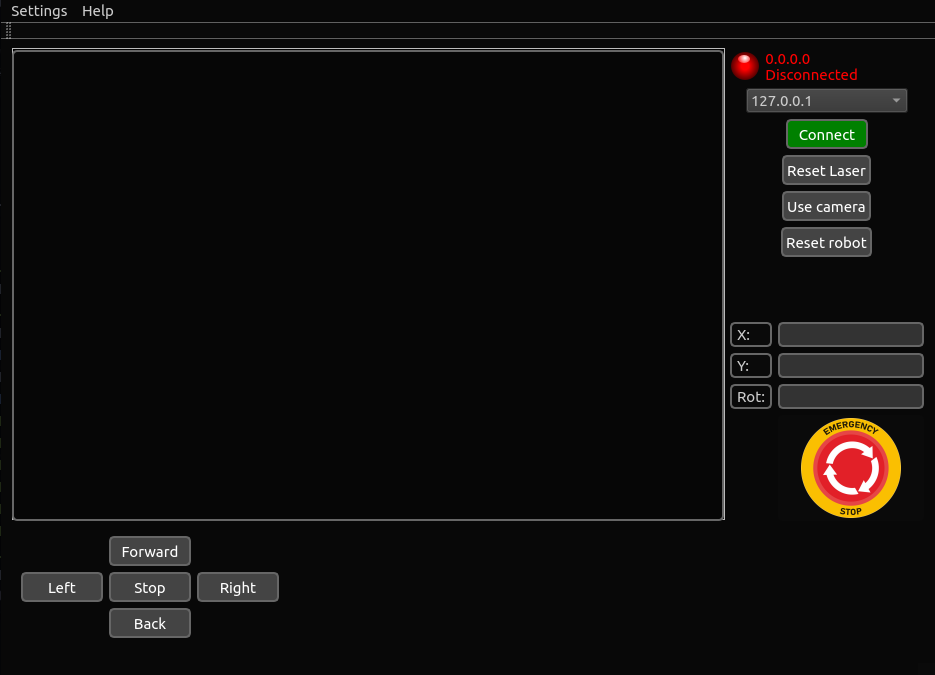 Settings Help
0.0.0.0
Disconnected
127.0.0.1
Connect
Reset Laser
Use camera
Reset robot
X:
Y:
Rot:
EMERGENCY
STOP
Forward
Left Stop Right
Back